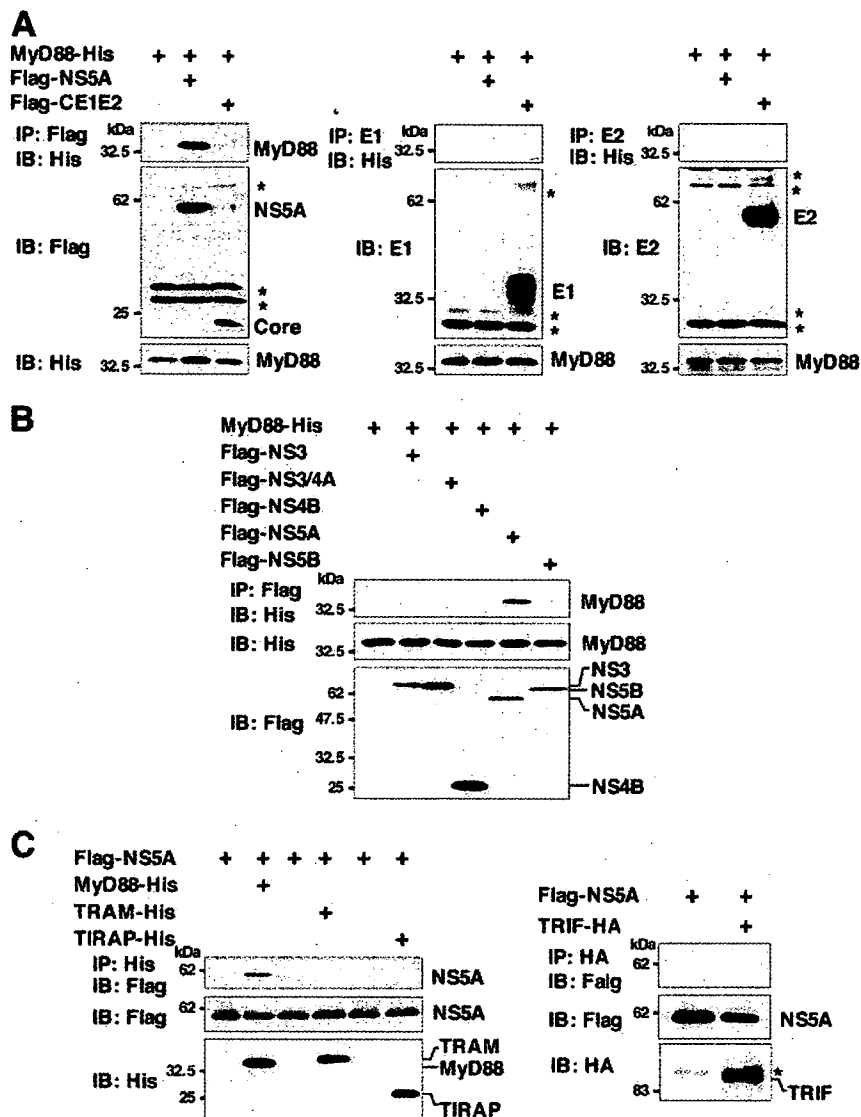 A
MyD88-His + + + + + + + + +
Flag-NS5A + + +
Flag-CE1E2 + + +
IP: Flag kDa IP: E1 kDa IP: E2 kDa
IB: His 32.5 MyD88 IB: His 32.5 IB: His 32.5
62 * NS5A 62 * 62 * * E2
IB: Flag IB: E1 IB: E2
* * 32.5 E1 32.5
25 Core * * * *
IB: His 32.5 MyD88 32.5 MyD88 32.5 MyD88
B
MyD88-His + + + + + +
Flag-NS3 +
Flag-NS3/4A +
Flag-NS4B +
Flag-NS5A +
Flag-NS5B +
kDa
IP: Flag
IB: His 32.5 MyD88
IB: His 32.5 MyD88
NS3
62 NS5B
47.5 NS5A
IB: Flag
32.5
25 NS4B
C
Flag-NS5A + + + + + +
MyD88-His +
TRAM-His +
TIRAP-His +
kDa
IP: His 62
IB: Flag NS5A
IB: Flag 62 NS5A
TRAM
IB: His 32.5 MyD88
25 TIRAP
Flag-NS5A + +
TRIF-HA +
kDa
IP: HA 62
IB: Falg
IB: Flag 62 NS5A
IB: HA *
83 TRIF